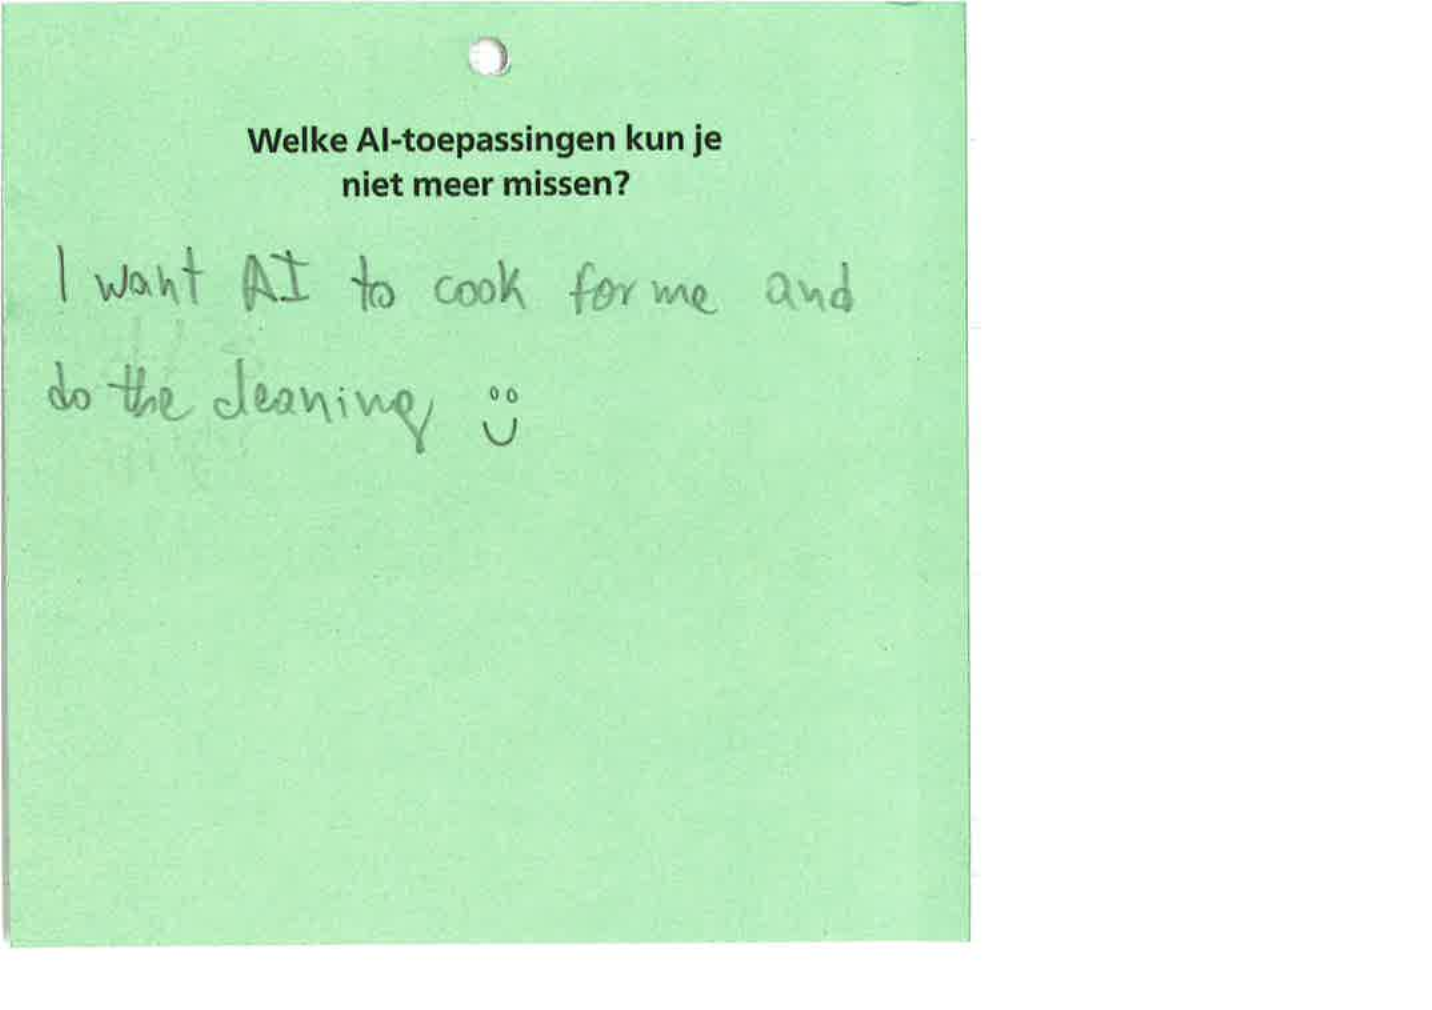 Welke AI-toepassingen kun je
niet meer missen?
I want AI to cook for me and
do the cleaning